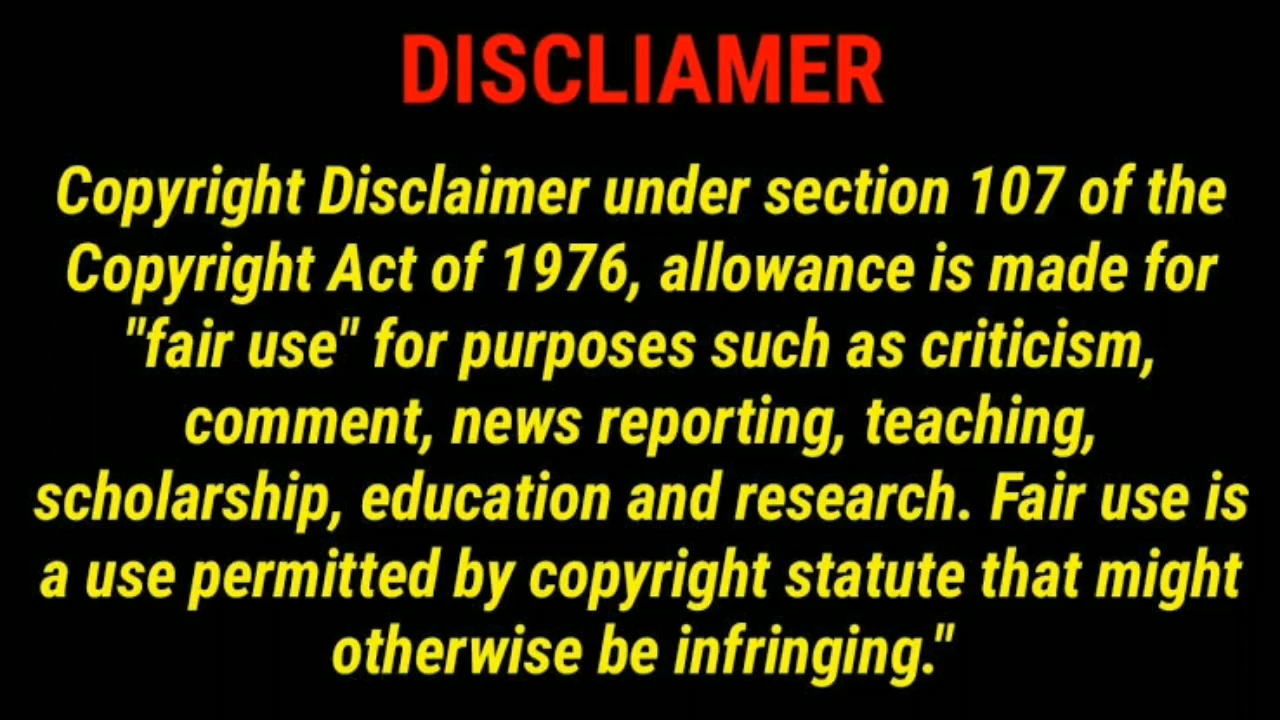 DISCLIAMER
Copyright Disclaimer under section 107 of the
Copyright Act of 1976, allowance is made for
"fair use" for purposes such as criticism,
comment, news reporting, teaching,
scholarship, education and research. Fair use is
a use permitted by copyright statute that might
otherwise be infringing."